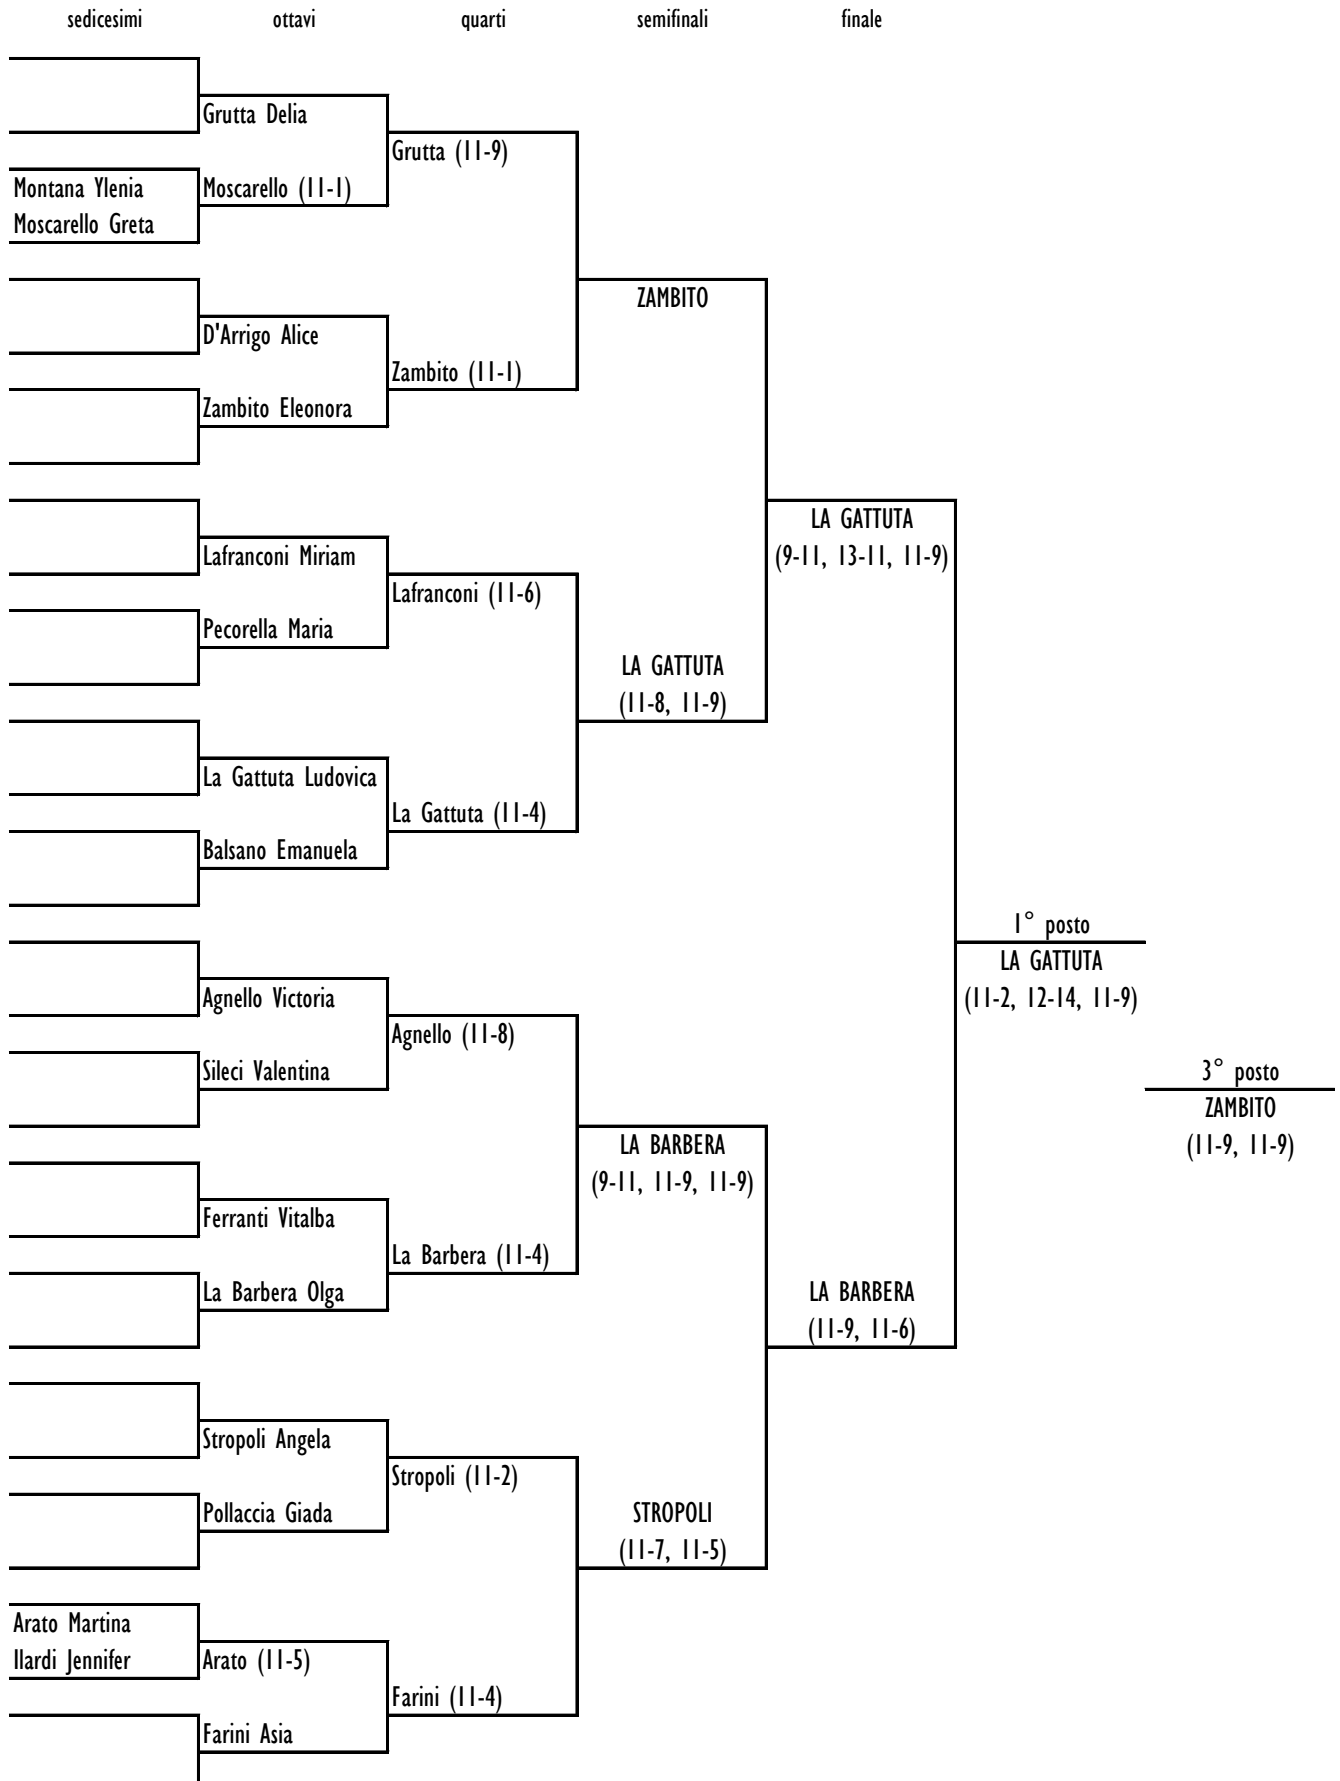 sedicesimi ottavi quarti semifinali finale
Grutta Delia
Grutta (11-9)
Montana Ylenia Moscarello (11-1)
Moscarello Greta
ZAMBITO
D'Arrigo Alice
Zambito (11-1)
Zambito Eleonora
LA GATTUTA
Lafranconi Miriam (9-11, 13-11, 11-9)
Lafranconi (11-6)
Pecorella Maria
LA GATTUTA
(11-8, 11-9)
La Gattuta Ludovica
La Gattuta (11-4)
Balsano Emanuela
1° posto
LA GATTUTA
Agnello Victoria (11-2, 12-14, 11-9)
Agnello (11-8)
Sileci Valentina 3° posto
ZAMBITO
LA BARBERA (11-9, 11-9)
(9-11, 11-9, 11-9)
Ferranti Vitalba
La Barbera (11-4)
La Barbera Olga LA BARBERA
(11-9, 11-6)
Stropoli Angela
Stropoli (11-2)
Pollaccia Giada STROPOLI
(11-7, 11-5)
Arato Martina
Ilardi Jennifer Arato (11-5)
Farini (11-4)
Farini Asia